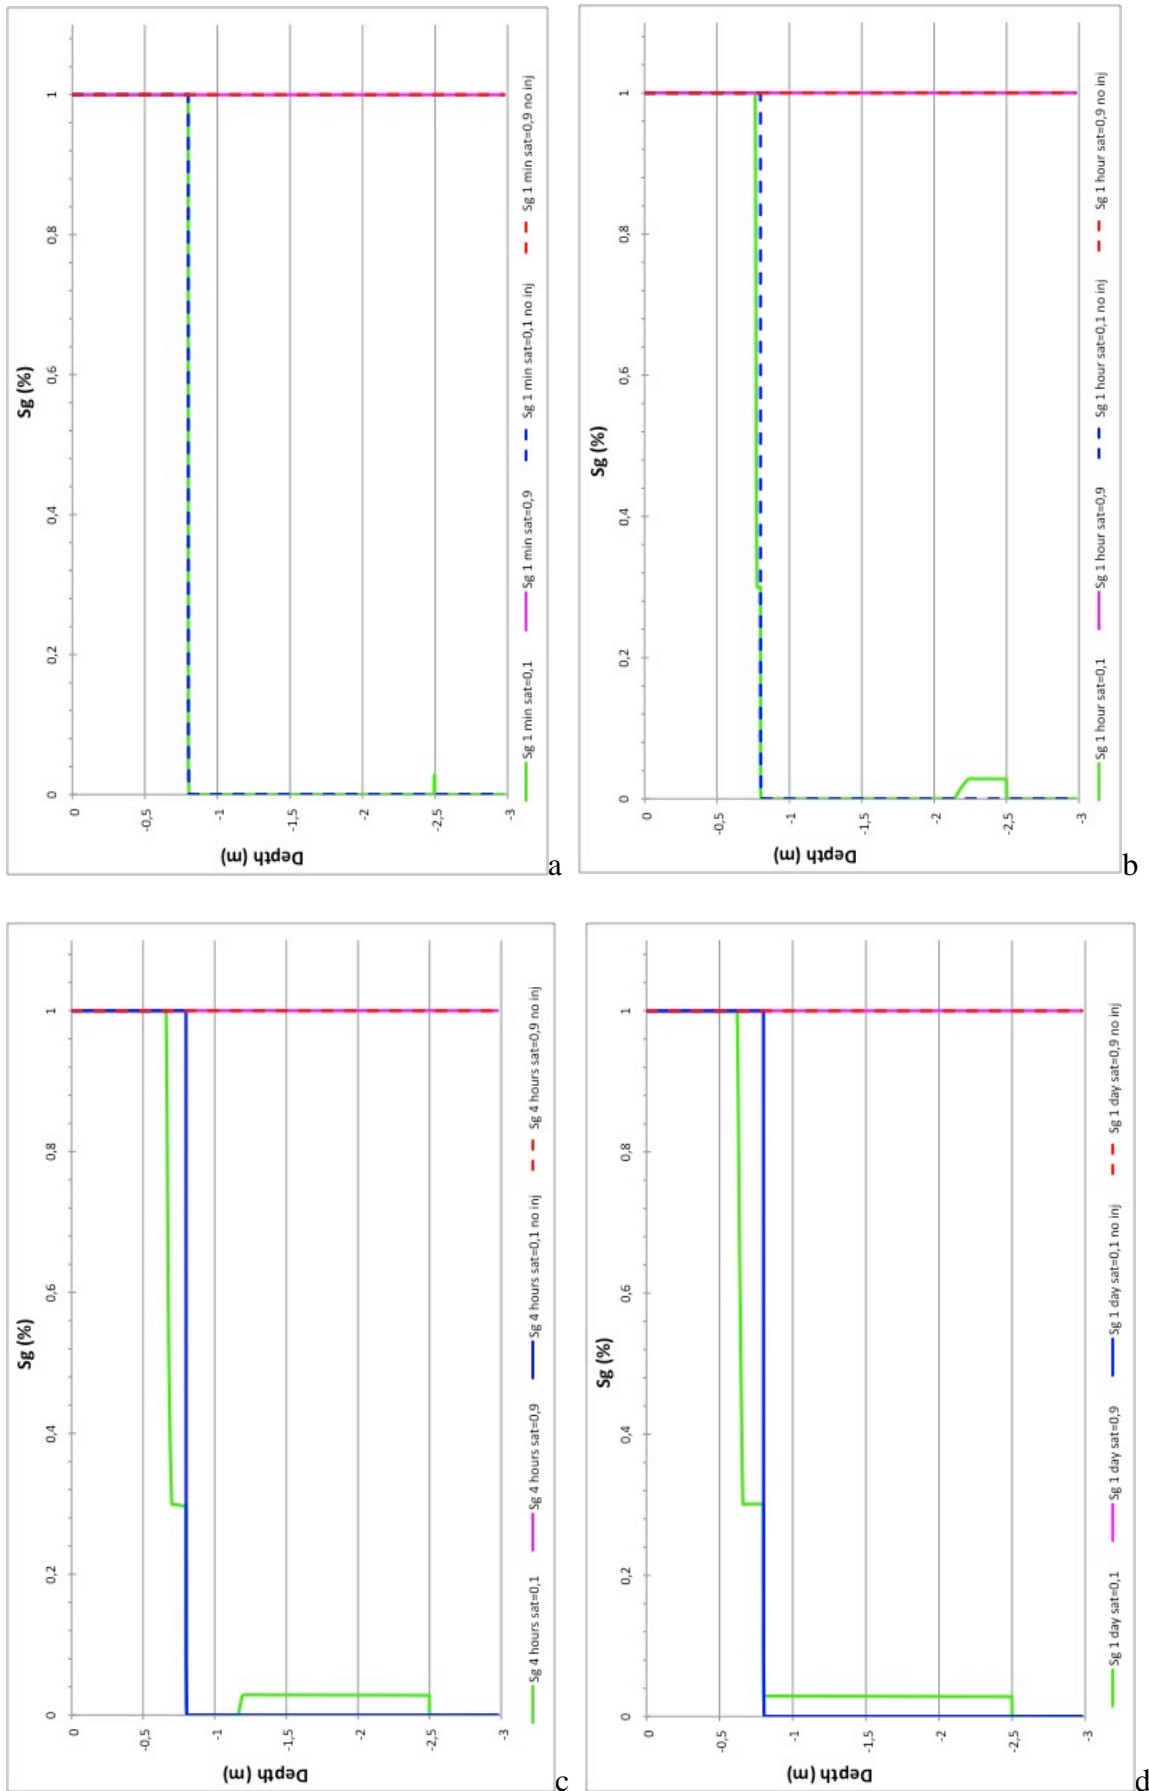 Sg (%)
0 0,2 0,4 0,6 0,8 1
Depth (m)
0
-0,5
-1
-1,5
-2
-2,5
-3
Sg 1 min sat=0,1 Sg 1 min sat=0,9 Sg 1 min sat=0,1 no inj Sg 1 min sat=0,9 no inj
a
Sg (%)
0 0,2 0,4 0,6 0,8 1
Depth (m)
0
-0,5
-1
-1,5
-2
-2,5
-3
Sg 1 hour sat=0,1 Sg 1 hour sat=0,9 Sg 1 hour sat=0,1 no inj Sg 1 hour sat=0,9 no inj
b
Sg (%)
0 0,2 0,4 0,6 0,8 1
Depth (m)
0
-0,5
-1
-1,5
-2
-2,5
-3
Sg 4 hours sat=0,1 Sg 4 hours sat=0,9 Sg 4 hours sat=0,1 no inj Sg 4 hours sat=0,9 no inj
c
Sg (%)
0 0,2 0,4 0,6 0,8 1
Depth (m)
0
-0,5
-1
-1,5
-2
-2,5
-3
Sg 1 day sat=0,1 Sg 1 day sat=0,9 Sg 1 day sat=0,1 no inj Sg 1 day sat=0,9 no inj
d